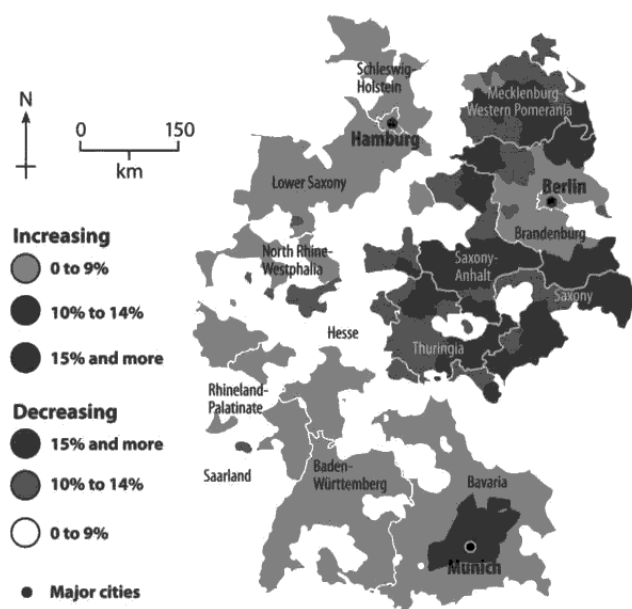 N
0 150
km
Increasing
0 to 9%
10% to 14%
15% and more
Decreasing
15% and more
10% to 14%
0 to 9%
Major cities
Schleswig-
Holstein
Hamburg
Mecklenburg-
Western Pomerania
Lower Saxony
Berlin
Brandenburg
North Rhine-
Westphalia
Saxony-
Anhalt
Saxony
Hesse
Thuringia
Rhineland-
Palatinate
Saarland
Baden-
Württemberg
Bavaria
Munich